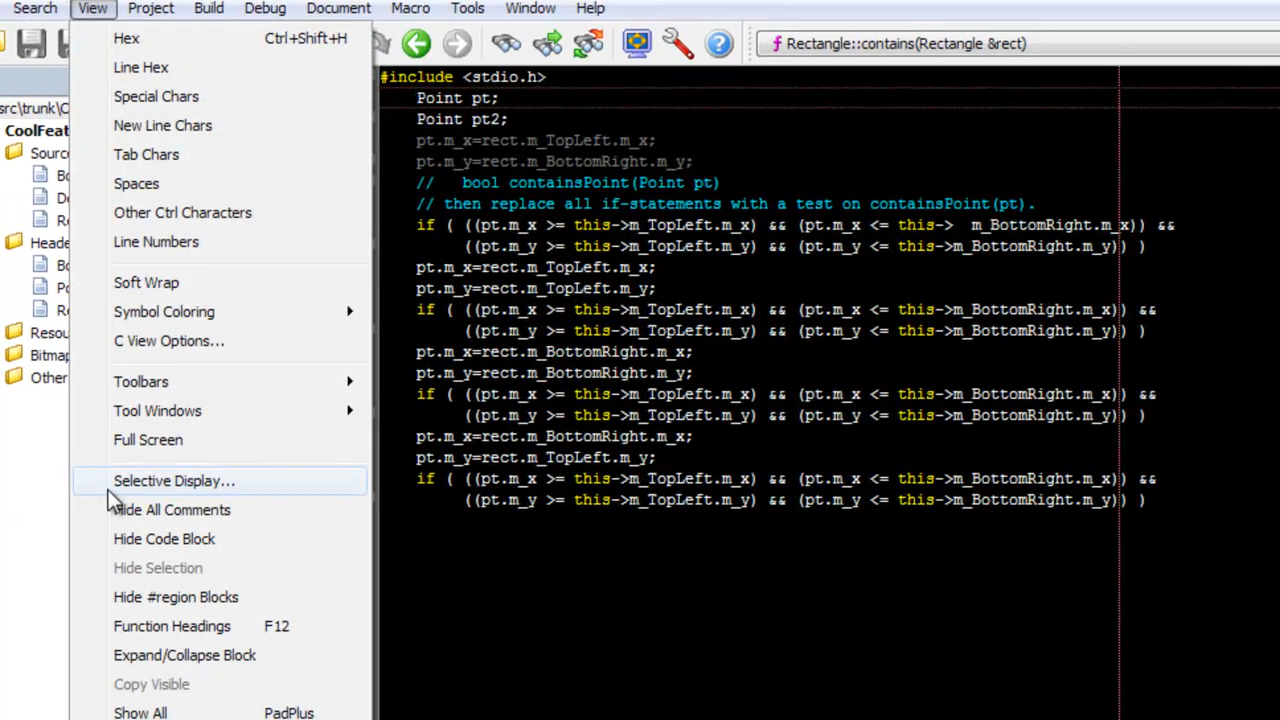 Search View Project Build Debug Document Macro Tools Window Help
Rectangle::contains(Rectangle &rect)
src\trunk\C
CoolFeat
Sourc
Bo
De
Re
Heade
Bo
Po
Re
Resou
Bitmap
Other
Hex Ctrl+Shift+H
Line Hex
Special Chars
New Line Chars
Tab Chars
Spaces
Other Ctrl Characters
Line Numbers
Soft Wrap
Symbol Coloring
C View Options...
Toolbars
Tool Windows
Full Screen
Selective Display...
Hide All Comments
Hide Code Block
Hide Selection
Hide #region Blocks
Function Headings F12
Expand/Collapse Block
Copy Visible
Show All PadPlus
#include <stdio.h>
Point pt;
Point pt2;
pt.m_x=rect.m_TopLeft.m_x;
pt.m_y=rect.m_BottomRight.m_y;
// bool containsPoint(Point pt)
// then replace all if-statements with a test on containsPoint(pt).
if ( ((pt.m_x >= this->m_TopLeft.m_x) && (pt.m_x <= this-> m_BottomRight.m_x)) &&
((pt.m_y >= this->m_TopLeft.m_y) && (pt.m_y <= this->m_BottomRight.m_y)) )
pt.m_x=rect.m_TopLeft.m_x;
pt.m_y=rect.m_TopLeft.m_y;
if ( ((pt.m_x >= this->m_TopLeft.m_x) && (pt.m_x <= this->m_BottomRight.m_x)) &&
((pt.m_y >= this->m_TopLeft.m_y) && (pt.m_y <= this->m_BottomRight.m_y)) )
pt.m_x=rect.m_BottomRight.m_x;
pt.m_y=rect.m_BottomRight.m_y;
if ( ((pt.m_x >= this->m_TopLeft.m_x) && (pt.m_x <= this->m_BottomRight.m_x)) &&
((pt.m_y >= this->m_TopLeft.m_y) && (pt.m_y <= this->m_BottomRight.m_y)) )
pt.m_x=rect.m_BottomRight.m_x;
pt.m_y=rect.m_TopLeft.m_y;
if ( ((pt.m_x >= this->m_TopLeft.m_x) && (pt.m_x <= this->m_BottomRight.m_x)) &&
((pt.m_y >= this->m_TopLeft.m_y) && (pt.m_y <= this->m_BottomRight.m_y)) )